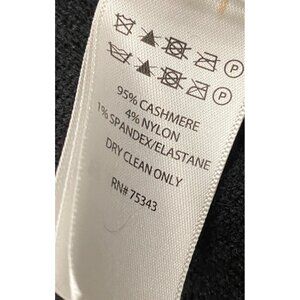 95% CASHMERE
4% NYLON
1% SPANDEX/ELASTANE
DRY CLEAN ONLY
RN# 75343